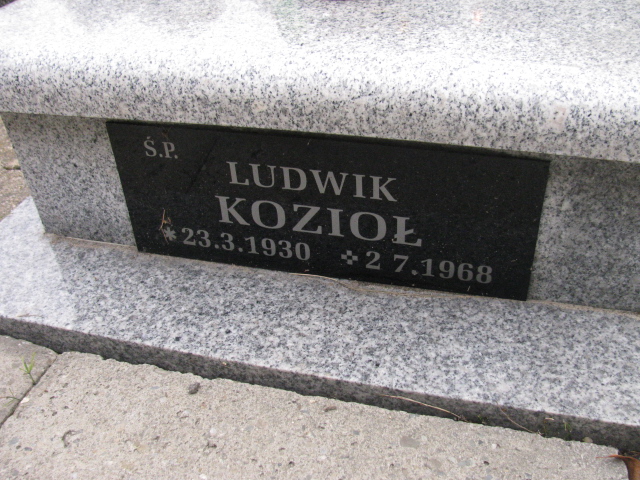 Ś.P.
LUDWIK
KOZIOŁ
*23.3.1930 ✣2 7.1968